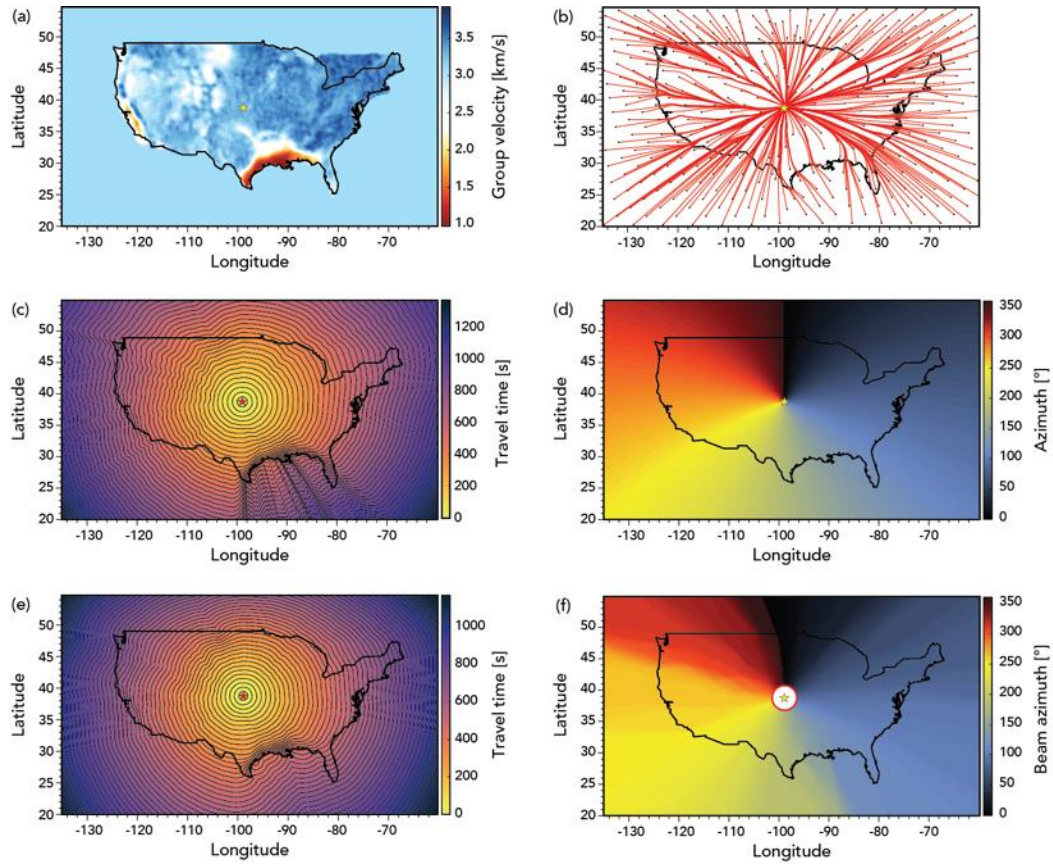 (a)
Latitude
50
45
40
35
30
25
20
-130 -120 -110 -100 -90 -80 -70
Longitude
3.5
3.0
2.5
2.0
1.5
1.0
Group velocity [km/s]
(b)
Latitude
50
45
40
35
30
25
20
-130 -120 -110 -100 -90 -80 -70
Longitude
(c)
Latitude
50
45
40
35
30
25
20
-130 -120 -110 -100 -90 -80 -70
Longitude
1200
1000
800
600
400
200
0
Travel time [s]
(d)
Latitude
50
45
40
35
30
25
20
-130 -120 -110 -100 -90 -80 -70
Longitude
350
300
250
200
150
100
50
0
Azimuth [°]
(e)
Latitude
50
45
40
35
30
25
20
-130 -120 -110 -100 -90 -80 -70
Longitude
1000
800
600
400
200
0
Travel time [s]
(f)
Latitude
50
45
40
35
30
25
20
-130 -120 -110 -100 -90 -80 -70
Longitude
350
300
250
200
150
100
50
0
Beam azimuth [°]